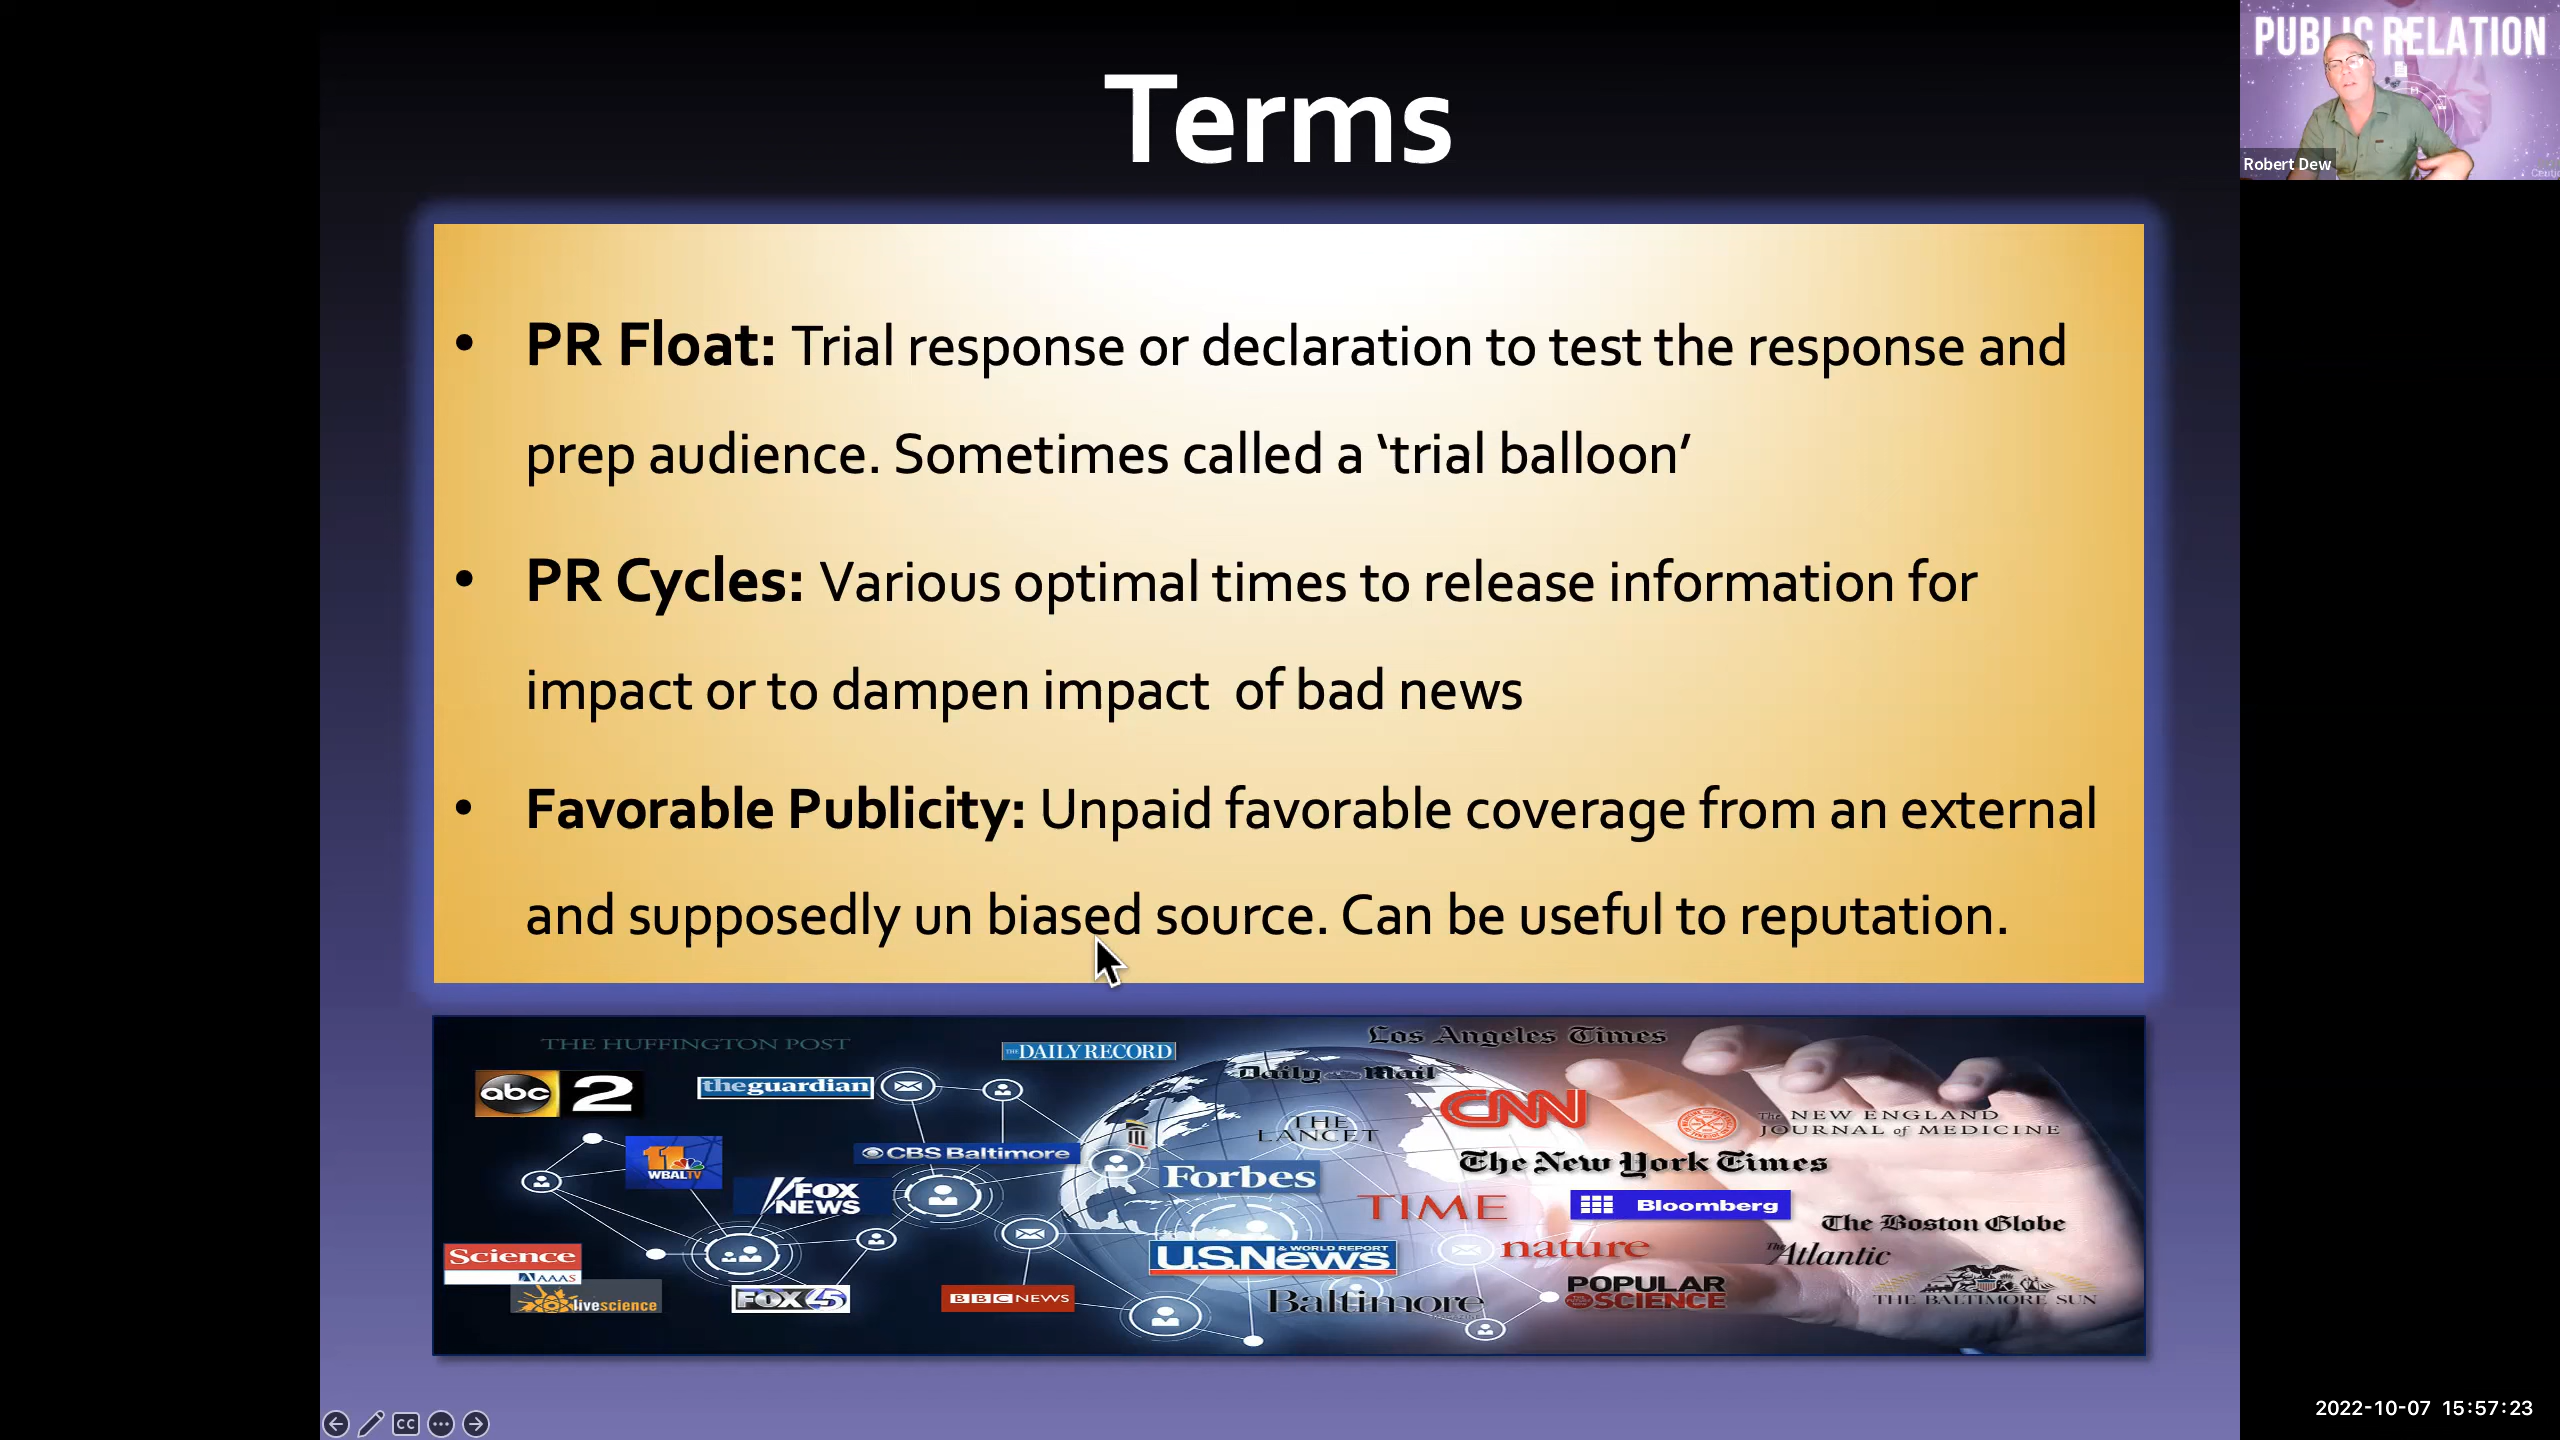 Terms
PUBLIC RELATION
Robert Dew
• PR Float: Trial response or declaration to test the response and
prep audience. Sometimes called a ‘trial balloon’
• PR Cycles: Various optimal times to release information for
impact or to dampen impact  of bad news
• Favorable Publicity: Unpaid favorable coverage from an external
and supposedly un biased source. Can be useful to reputation.
THE HUFFINGTON POST
THE DAILY RECORD
Los Angeles Times
abc 2
theguardian
Daily Mail
CNN
THE LANCET
The NEW ENGLAND
JOURNAL of MEDICINE
11
WBALTV
CBS Baltimore
Forbes
The New York Times
FOX
NEWS
TIME
Bloomberg
The Boston Globe
Science
AAAS
U.S.News
& WORLD REPORT
nature
The Atlantic
livescience
FOX 45
BBC NEWS
Baltimore
POPULAR
SCIENCE
THE BALTIMORE SUN
CC
2022-10-07 15:57:23